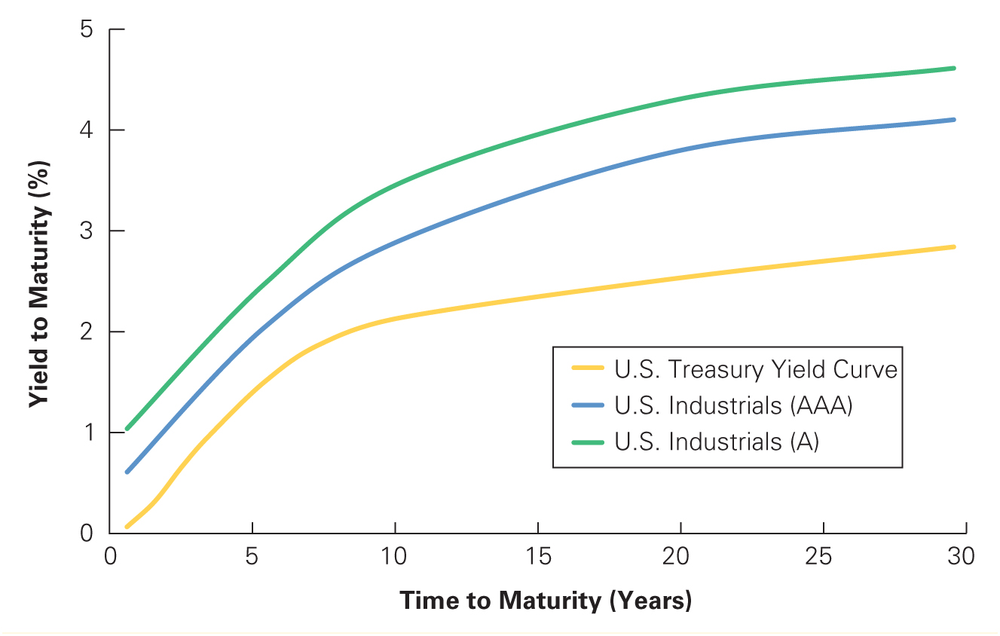 5
4
3
2
1
0
Yield to Maturity (%)
U.S. Treasury Yield Curve
U.S. Industrials (AAA)
U.S. Industrials (A)
0 5 10 15 20 25 30
Time to Maturity (Years)